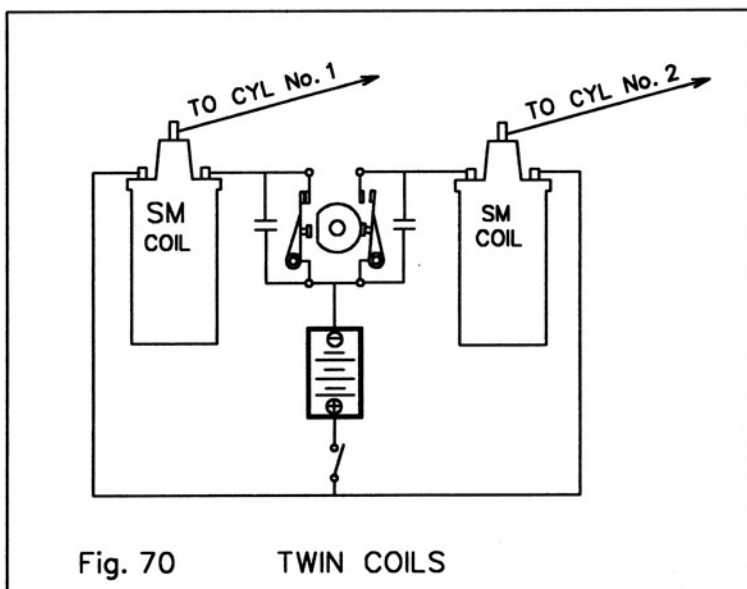 TO CYL No. 1
TO CYL No. 2
SM
COIL
SM
COIL
Fig. 70 TWIN COILS